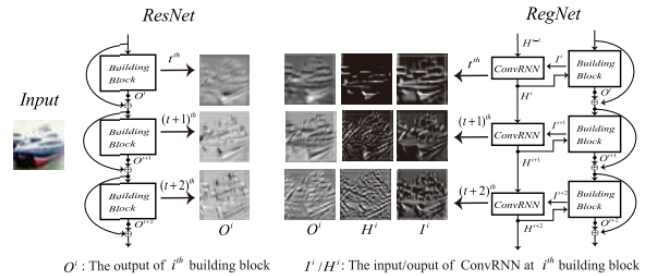 ResNet
RegNet
Input
Building Block
t^th
O^t
Building Block
(t+1)^th
O^t+1
Building Block
(t+2)^th
O^t+2
O^i
t^th
H^t-1
ConvRNN
I^t
Building Block
H^t
O^t
(t+1)^th
ConvRNN
I^t+1
Building Block
H^t+1
O^t+1
(t+2)^th
ConvRNN
I^t+2
Building Block
H^t+2
O^t+2
O^i H^i I^i
O^i : The output of i^th building block
I^i /H^i: The input/ouput of ConvRNN at i^th building block